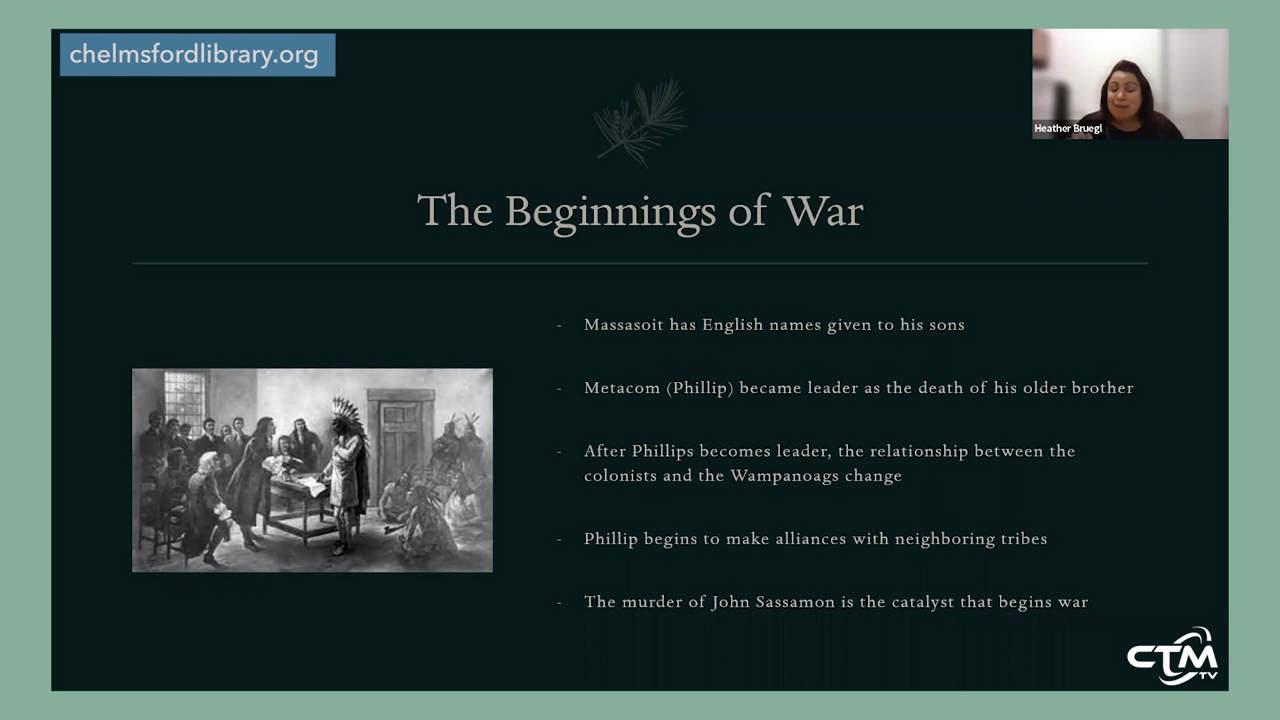 chelmsfordlibrary.org
Heather Bruegl
The Beginnings of War
- Massasoit has English names given to his sons
- Metacom (Phillip) became leader as the death of his older brother
- After Phillips becomes leader, the relationship between the
colonists and the Wampanoags change
- Phillip begins to make alliances with neighboring tribes
- The murder of John Sassamon is the catalyst that begins war
CTM
TV